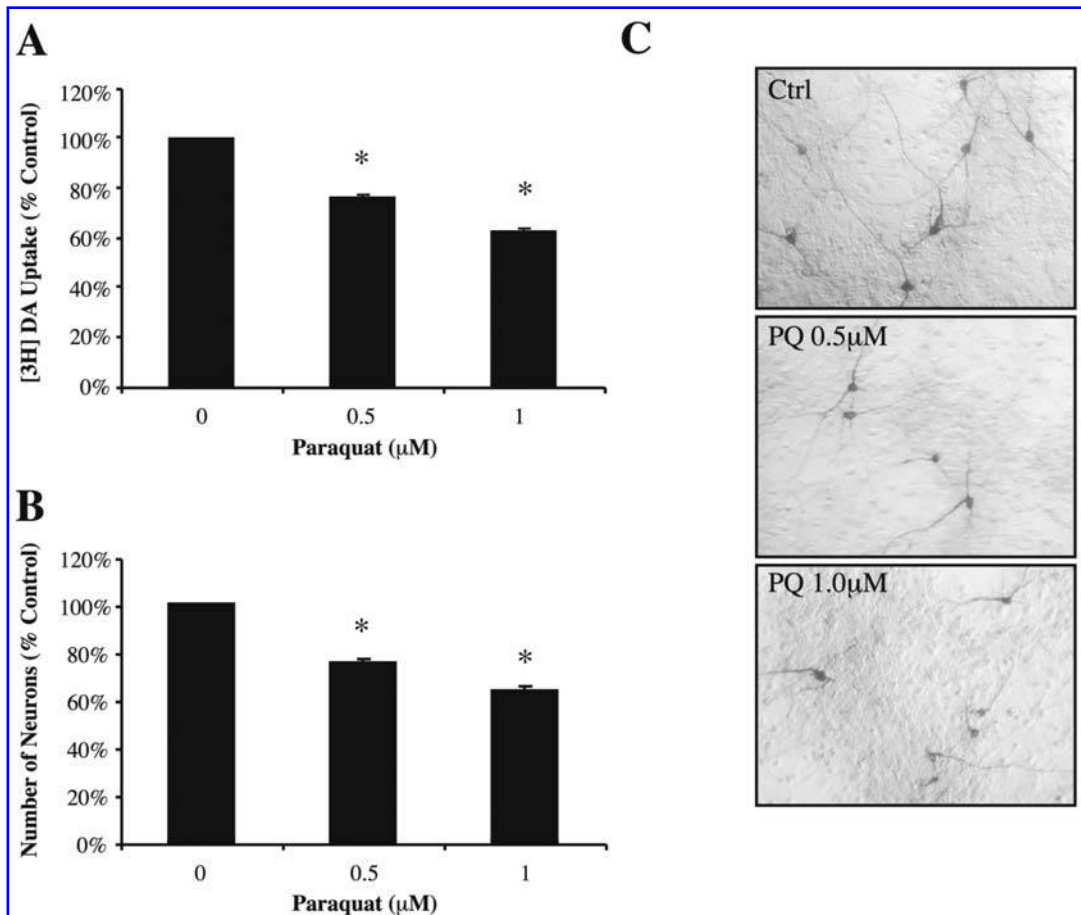 A
[3H] DA Uptake (% Control)
120%
100%
80%
60%
40%
20%
0%
*
*
0
0.5
1
Paraquat (μM)
B
Number of Neurons (% Control)
120%
100%
80%
60%
40%
20%
0%
*
*
0
0.5
1
Paraquat (μM)
C
Ctrl
PQ 0.5μM
PQ 1.0μM